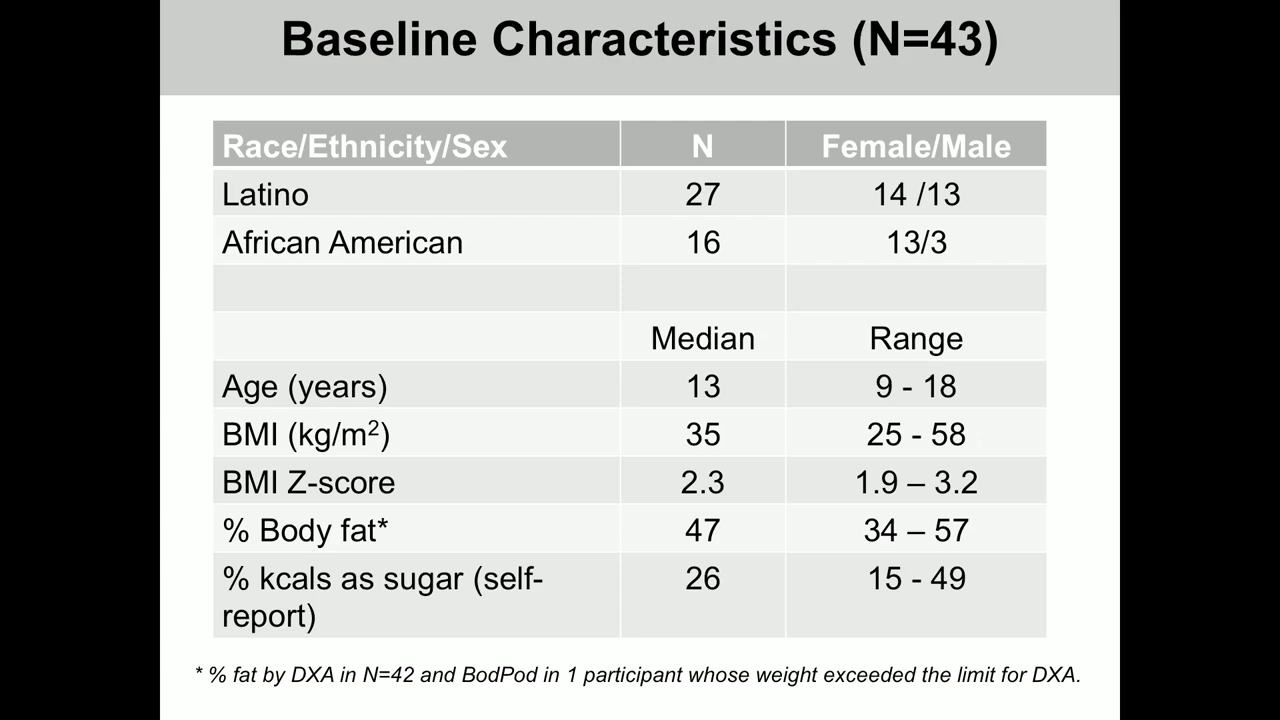 Baseline Characteristics (N=43)
Race/Ethnicity/Sex N Female/Male
Latino 27 14 /13
African American 16 13/3
Median Range
Age (years) 13 9 - 18
BMI (kg/m²) 35 25 - 58
BMI Z-score 2.3 1.9 – 3.2
% Body fat* 47 34 – 57
% kcals as sugar (self- 26 15 - 49
report)
* % fat by DXA in N=42 and BodPod in 1 participant whose weight exceeded the limit for DXA.